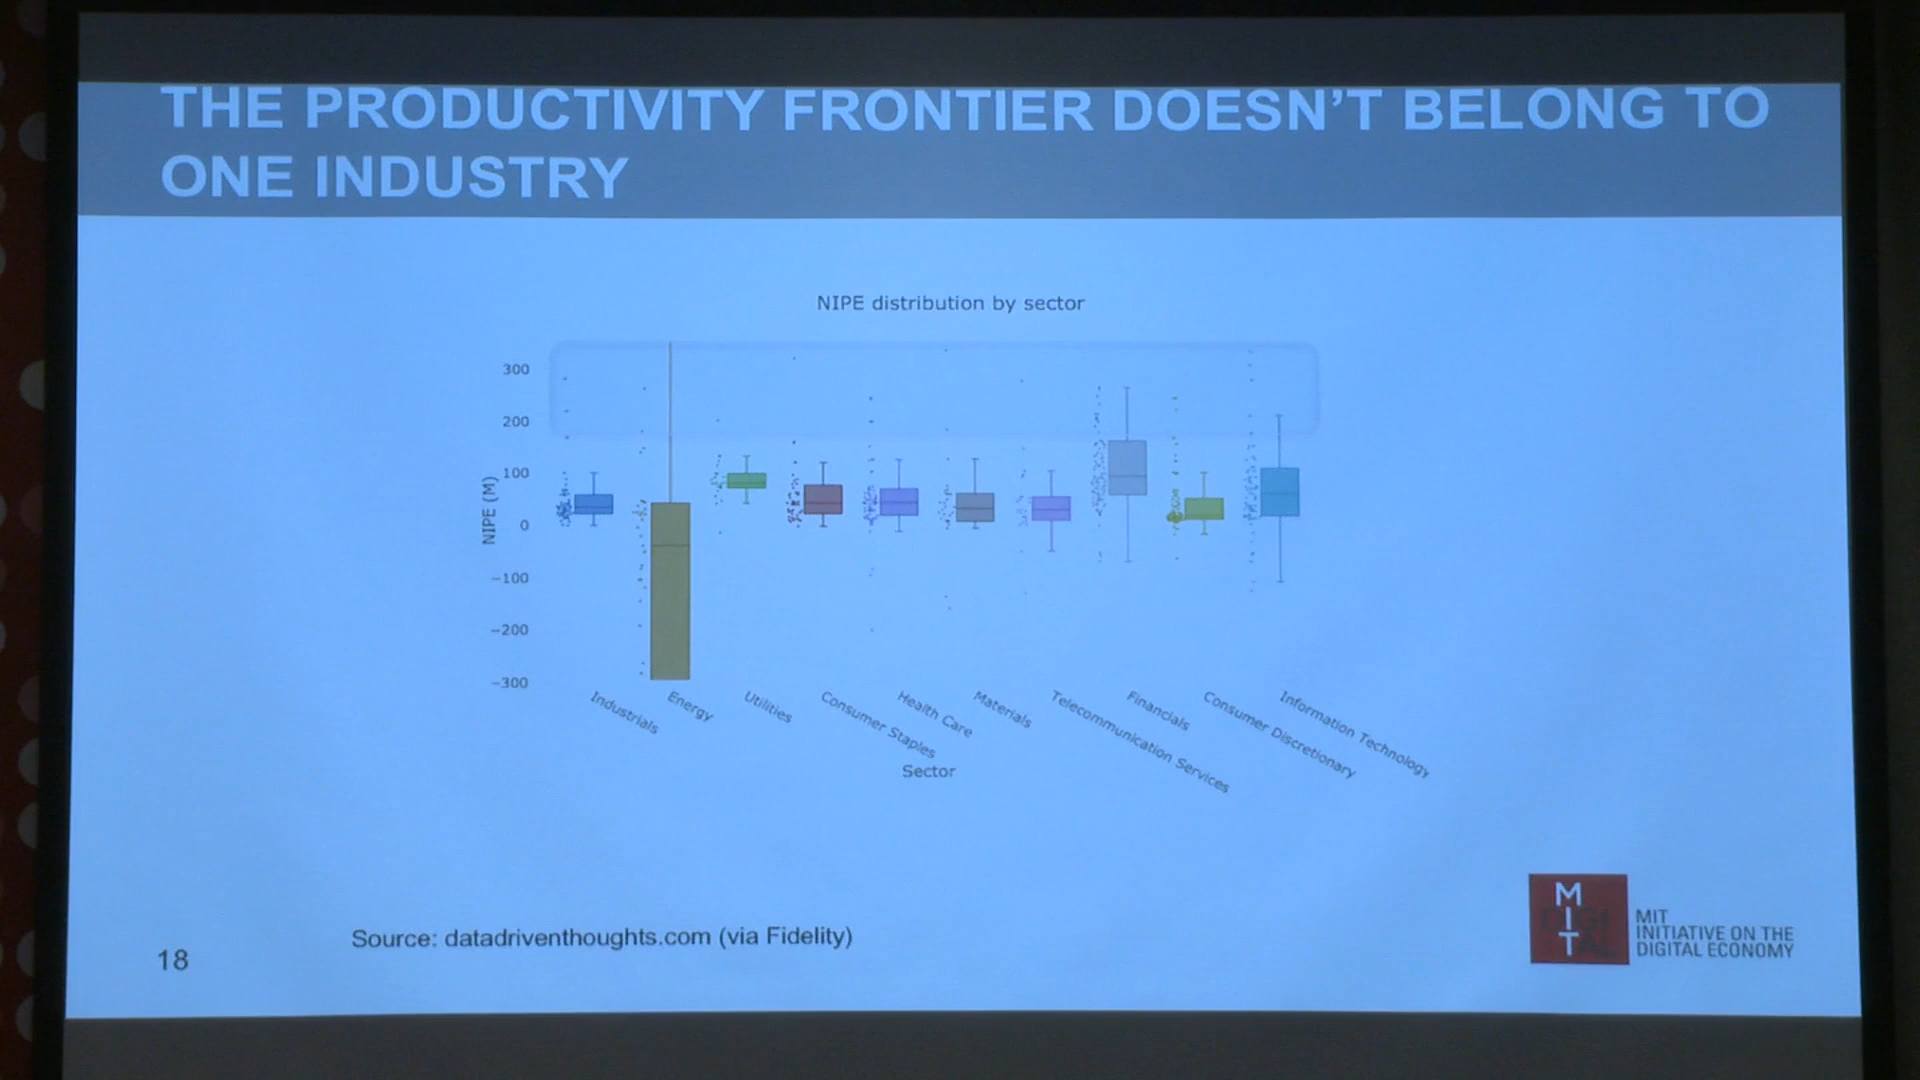 THE PRODUCTIVITY FRONTIER DOESN'T BELONG TO
ONE INDUSTRY
NIPE distribution by sector
300
200
100
0
−100
−200
−300
NIPE (M)
Industrials
Energy
Utilities
Consumer Staples
Health Care
Materials
Telecommunication Services
Financials
Consumer Discretionary
Information Technology
Sector
Source: datadriventhoughts.com (via Fidelity)
18
MIT
DIGITAL
MIT
INITIATIVE ON THE
DIGITAL ECONOMY